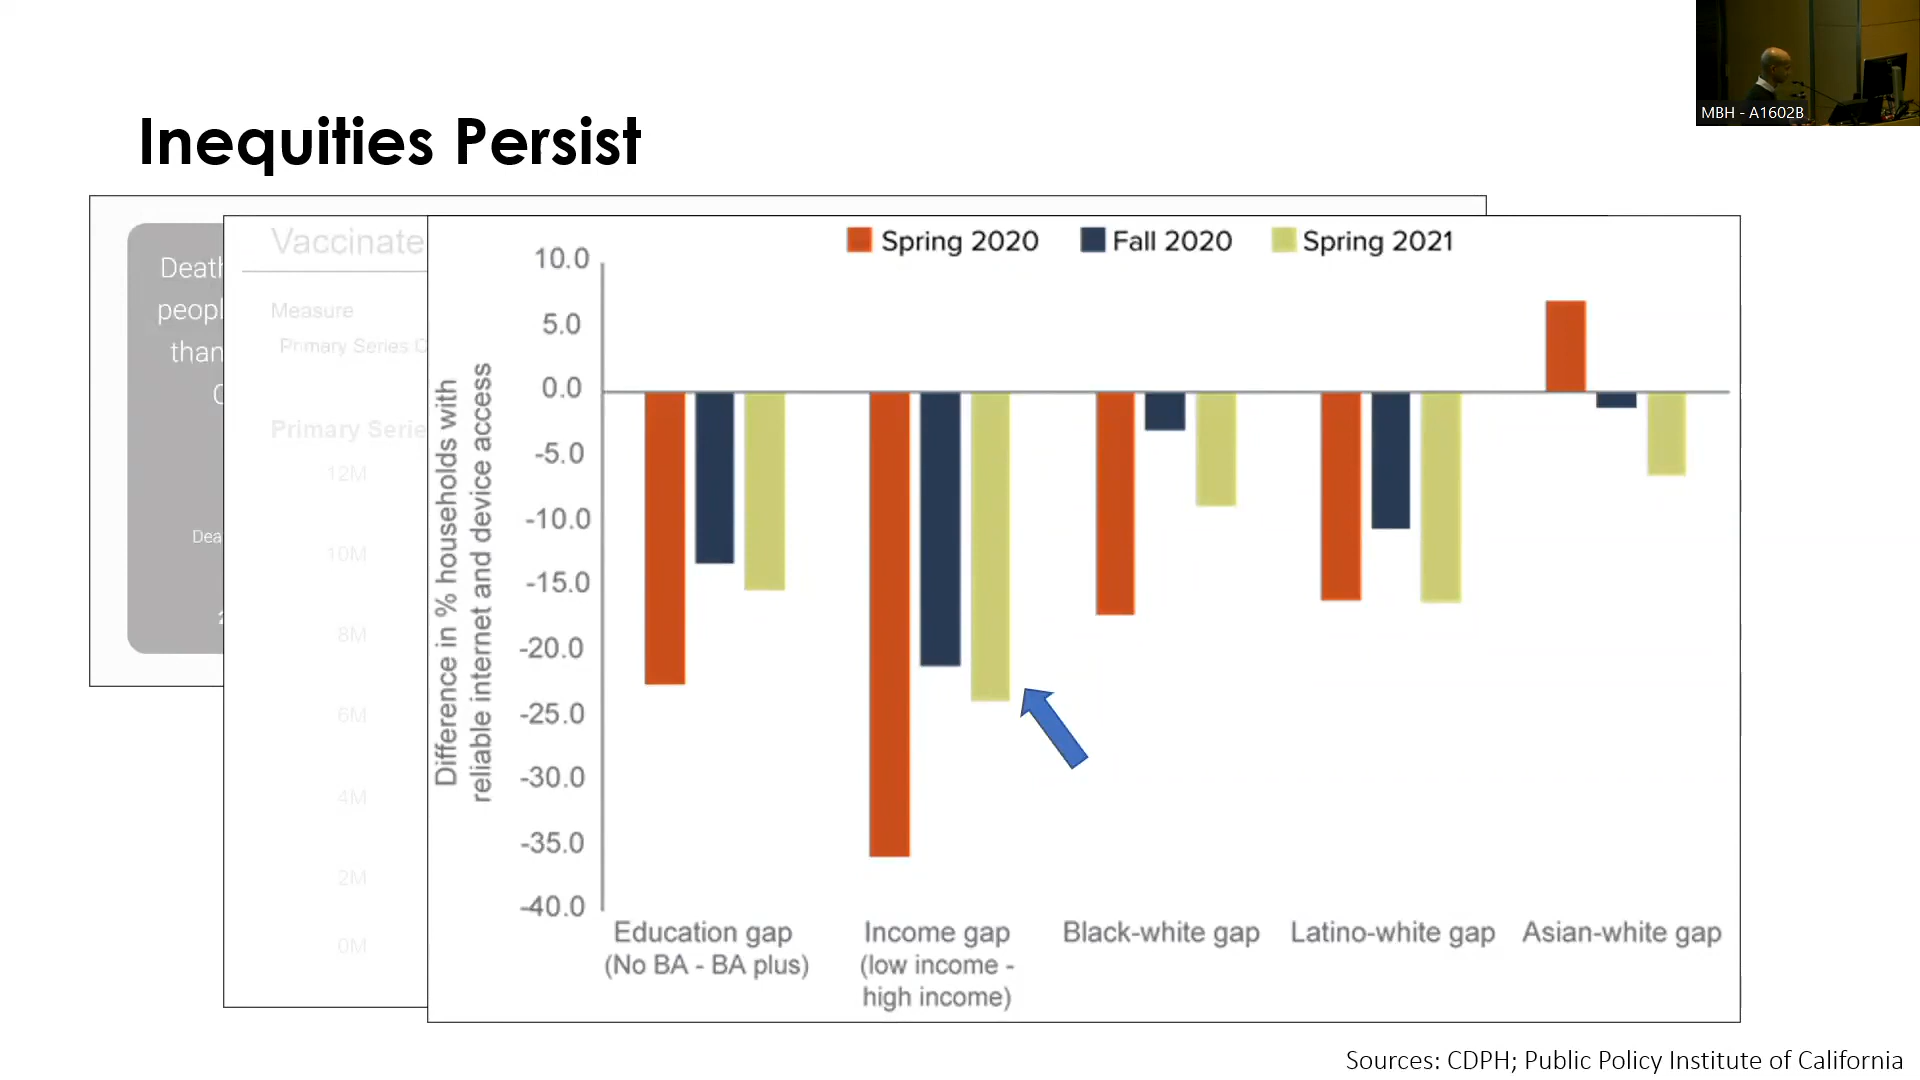 MBH - A1602B
Inequities Persist
people
than
Vaccinate
Measure
Primary Series C
Primary Serie
12M
10M
8M
6M
4M
2M
0M
Spring 2020
Fall 2020
Spring 2021
Difference in % households with
reliable internet and device access
10.0
5.0
0.0
-5.0
-10.0
-15.0
-20.0
-25.0
-30.0
-35.0
-40.0
Education gap
(No BA - BA plus)
Income gap
(low income -
high income)
Black-white gap
Latino-white gap
Asian-white gap
Sources: CDPH; Public Policy Institute of California